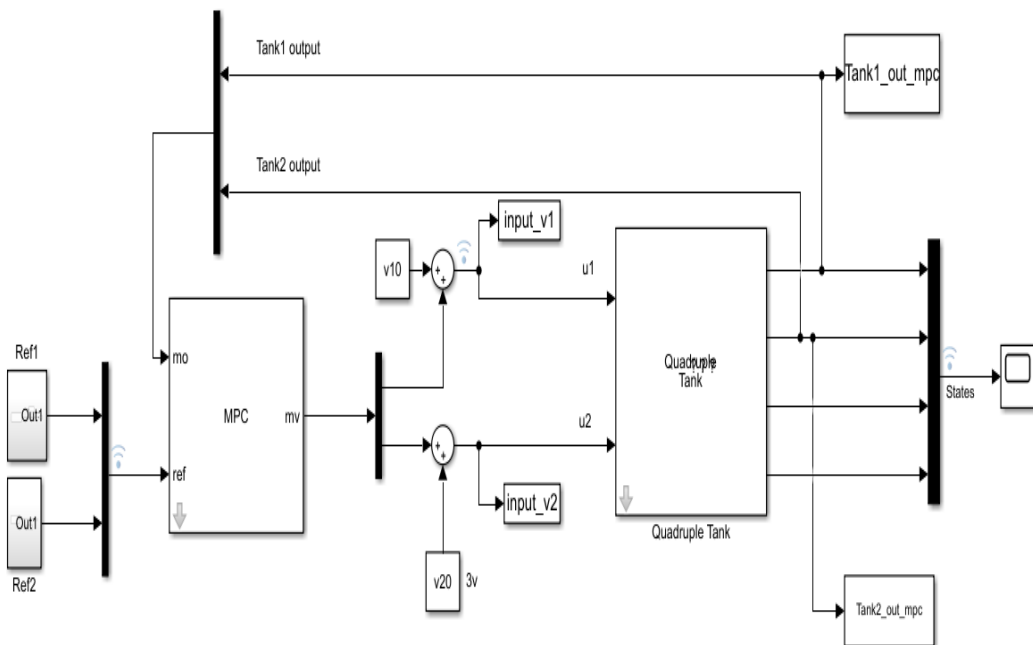 Tank1 output
Tank1_out_mpc
Tank2 output
input_v1
v10
u1
Ref1
Out1
mo
MPC
mv
ref
Quadruple
Tank
States
u2
Out1
Ref2
input_v2
Quadruple Tank
v20
3v
Tank2_out_mpc